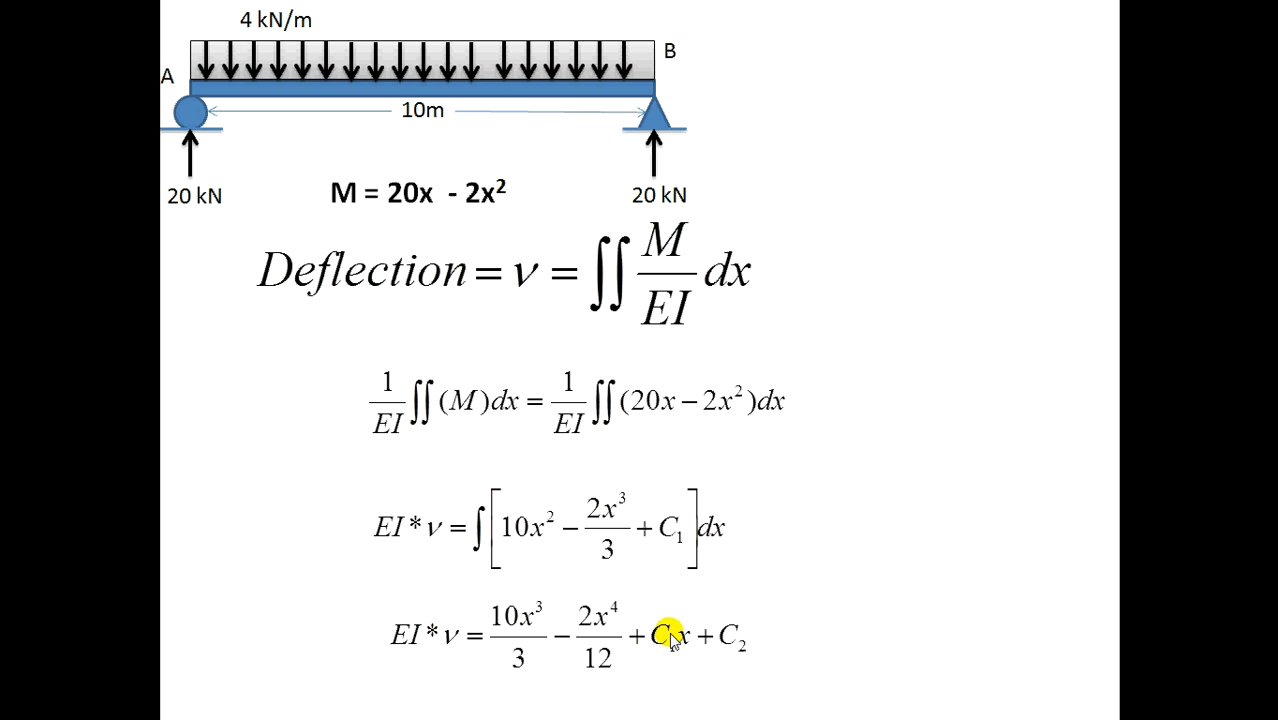 4 kN/m
A
B
10m
20 kN
20 kN
M = 20x - 2x²
Deflection = ν = ∬ M/EI dx
1/EI ∬ (M)dx = 1/EI ∬ (20x − 2x²)dx
EI * ν = ∫ [10x² − 2x³/3 + C₁] dx
EI * ν = 10x³/3 − 2x⁴/12 + C₁x + C₂